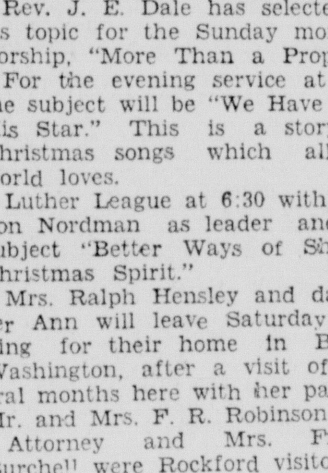 Rev. J. E. Dale has selecte
s topic for the Sunday mo
orship, "More Than a Prop
For the evening service at
e subject will be "We Have
is Star." This is a stor
hristmas songs which all
orld loves.
Luther League at 6:30 with
on Nordman as leader and
ubject "Better Ways of Sh
hristmas Spirit."
Mrs. Ralph Hensley and da
er Ann will leave Saturday
ing for their home in B
Washington, after a visit of
ral months here with her pa
Mr. and Mrs. F. R. Robinson
Attorney and Mrs. F
urchell were Rockford visito